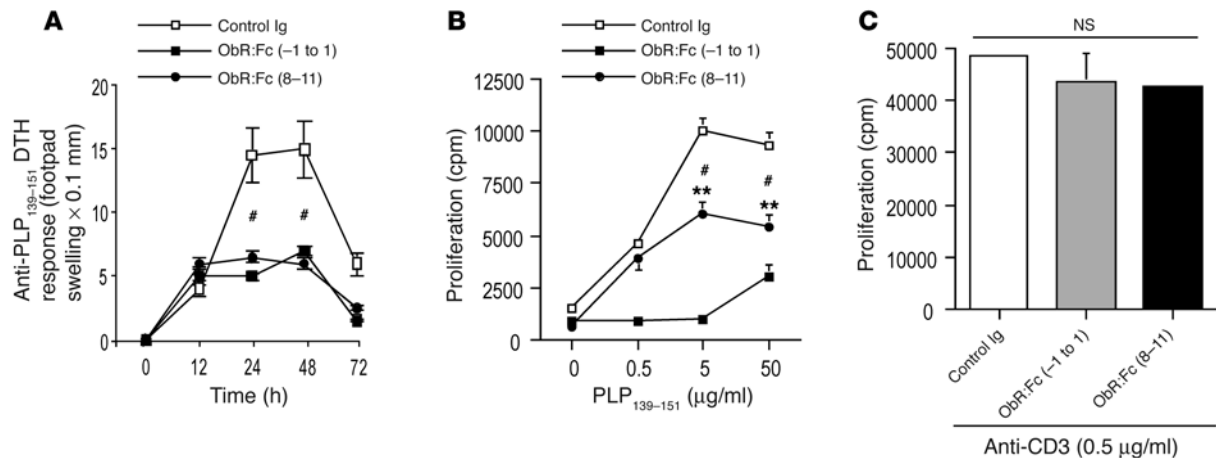 A
Control Ig
ObR:Fc (–1 to 1)
ObR:Fc (8–11)
Anti-PLP139–151 DTH
response (footpad
swelling × 0.1 mm)
20
15
10
5
0
# #
0 12 24 48 72
Time (h)
B
Control Ig
ObR:Fc (–1 to 1)
ObR:Fc (8–11)
Proliferation (cpm)
12500
10000
7500
5000
2500
0
#
**
#
**
0 0.5 5 50
PLP139–151 (μg/ml)
C
NS
Proliferation (cpm)
50000
40000
30000
20000
10000
0
Control Ig
ObR:Fc (–1 to 1)
ObR:Fc (8–11)
Anti-CD3 (0.5 μg/ml)